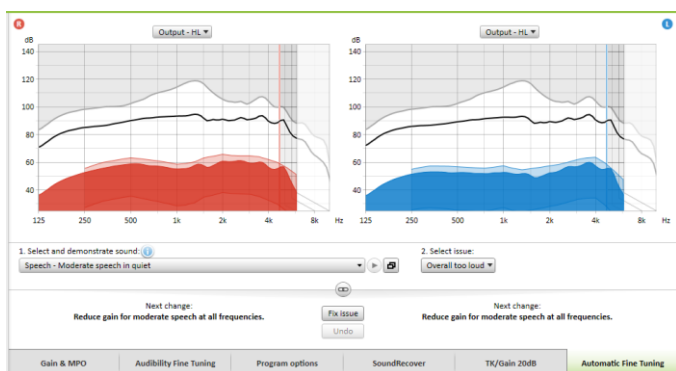 R
L
Output - HL
Output - HL
dB
dB
140
120
100
80
60
40
140
120
100
80
60
40
125 250 500 1k 2k 4k 8k Hz
125 250 500 1k 2k 4k 8k Hz
1. Select and demonstrate sound:
2. Select issue:
Speech - Moderate speech in quiet
Overall too loud
Next change:
Reduce gain for moderate speech at all frequencies.
Fix issue
Undo
Next change:
Reduce gain for moderate speech at all frequencies.
Gain & MPO
Audibility Fine Tuning
Program options
SoundRecover
TK/Gain 20dB
Automatic Fine Tuning